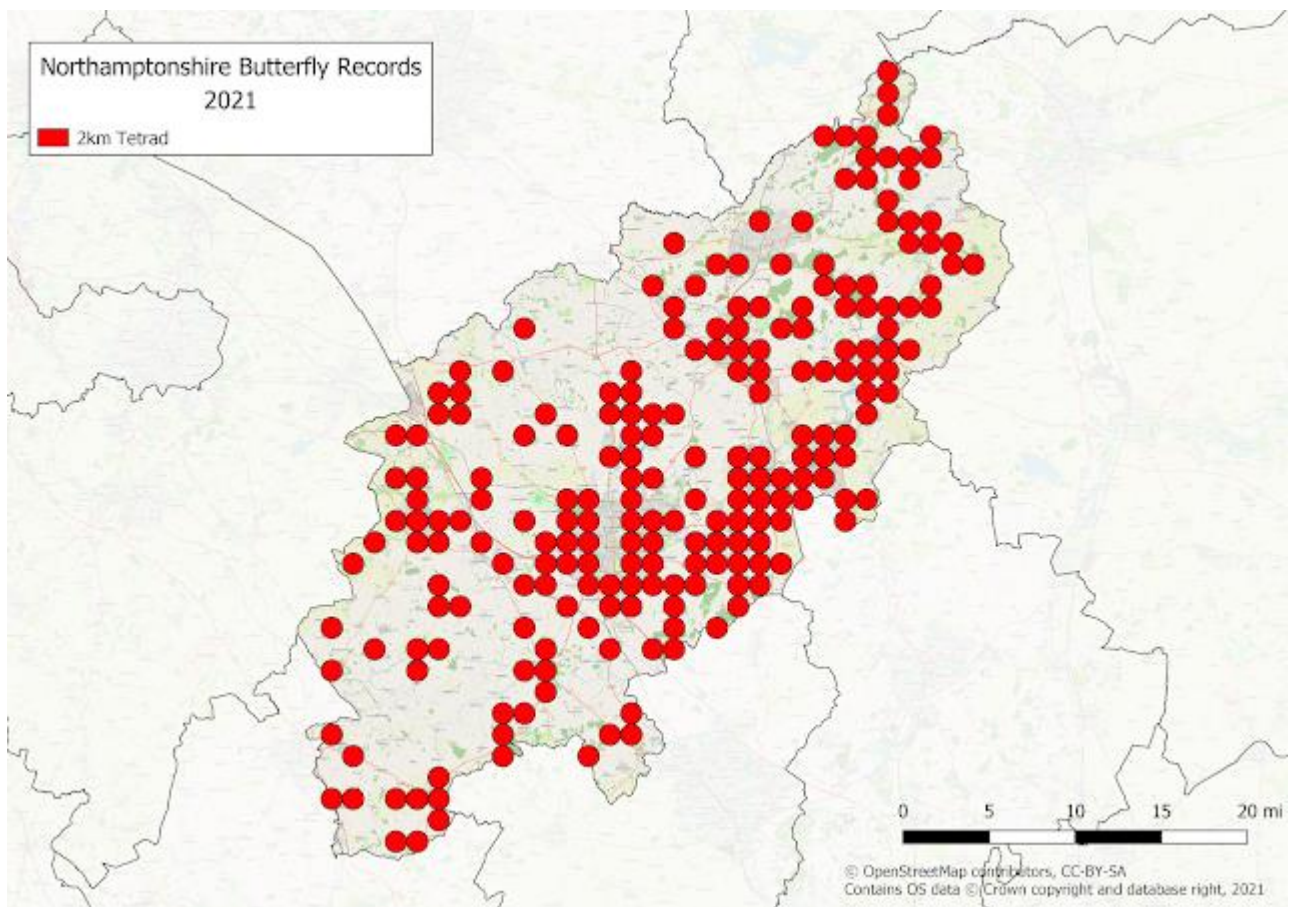 Northamptonshire Butterfly Records
2021
2km Tetrad
0 5 10 15 20 mi
© OpenStreetMap contributors, CC-BY-SA
Contains OS data © Crown copyright and database right, 2021